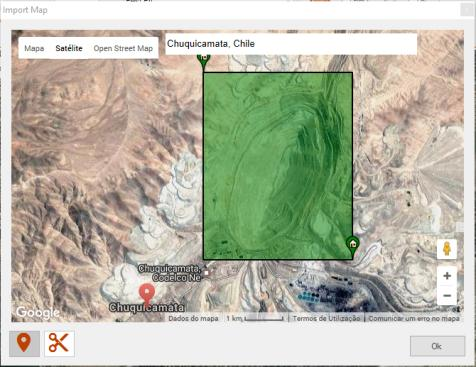 Import Map
Mapa Satélite Open Street Map
Chuquicamata, Chile
Chuquicamata,
Codelco Ne
Chuquicamata
Google
Dados do mapa 1 km Termos de Utilização Comunicar um erro no mapa
+
−
Ok